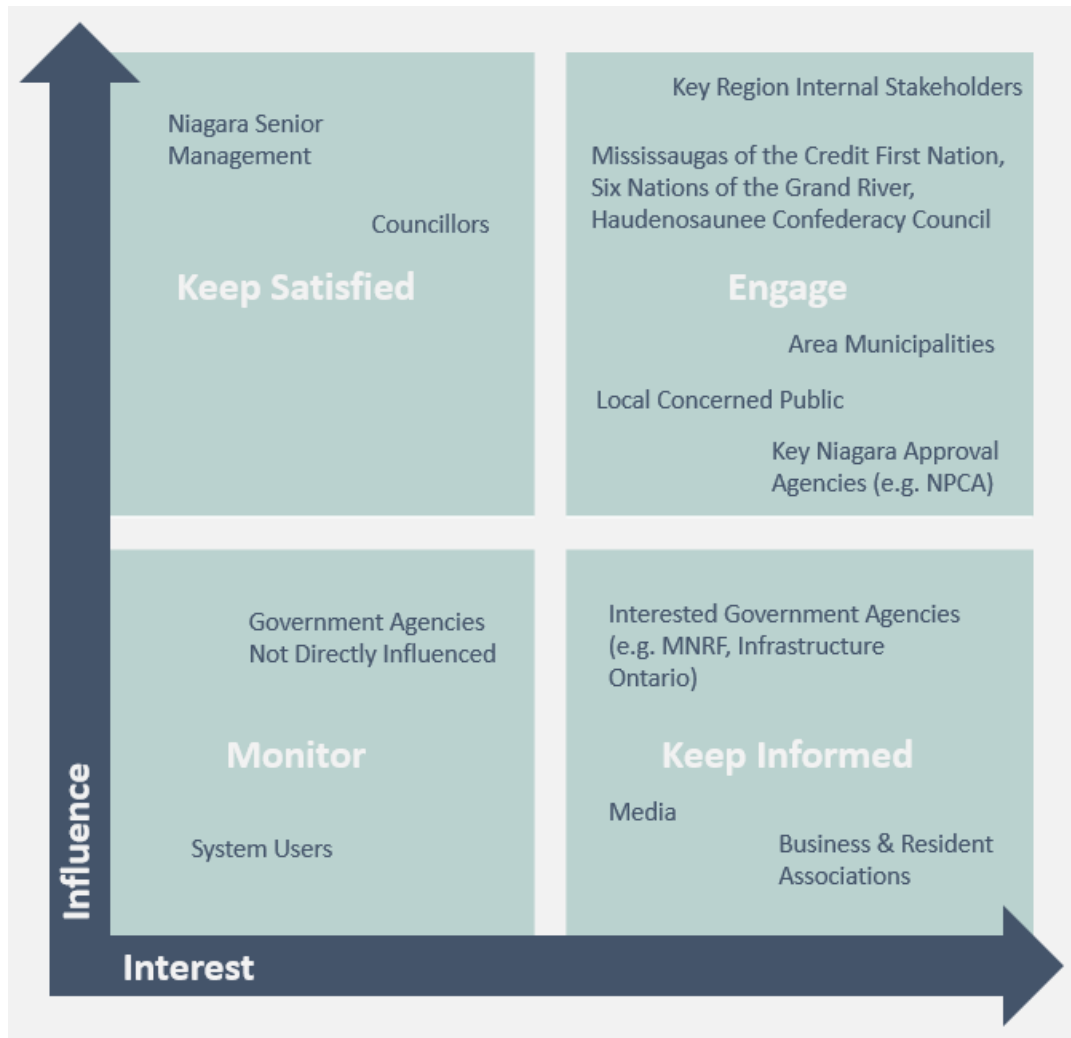 Niagara Senior
Management
Councillors
Keep Satisfied
Key Region Internal Stakeholders
Mississaugas of the Credit First Nation,
Six Nations of the Grand River,
Haudenosaunee Confederacy Council
Engage
Area Municipalities
Local Concerned Public
Key Niagara Approval
Agencies (e.g. NPCA)
Government Agencies
Not Directly Influenced
Monitor
System Users
Interested Government Agencies
(e.g. MNRF, Infrastructure
Ontario)
Keep Informed
Media
Business & Resident
Associations
Influence
Interest